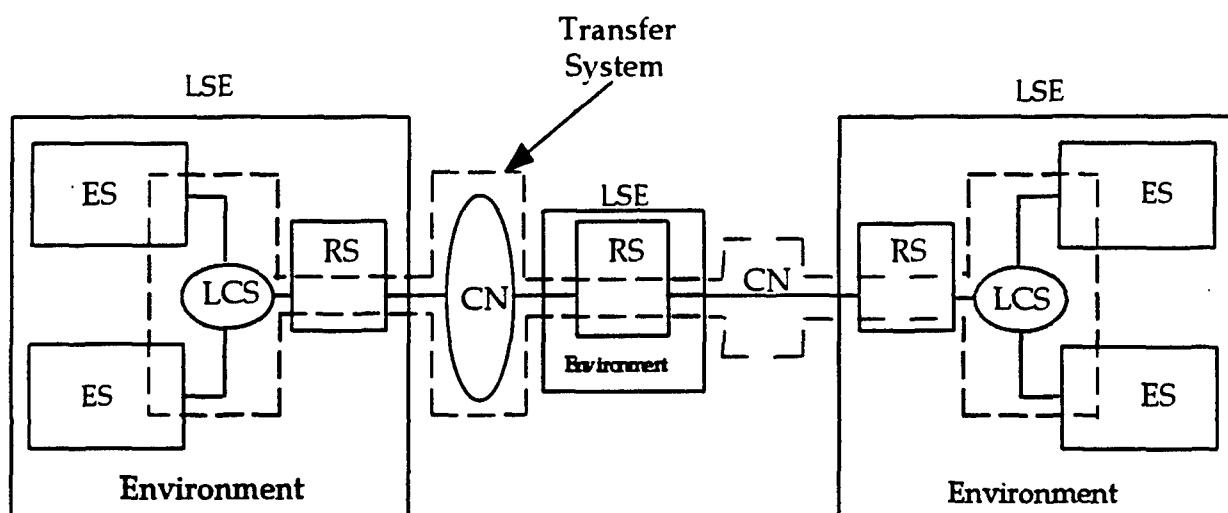 Transfer
System
LSE
LSE
ES
LSE
ES
RS
RS
RS
LCS
CN
CN
LCS
Environment
ES
ES
Environment
Environment